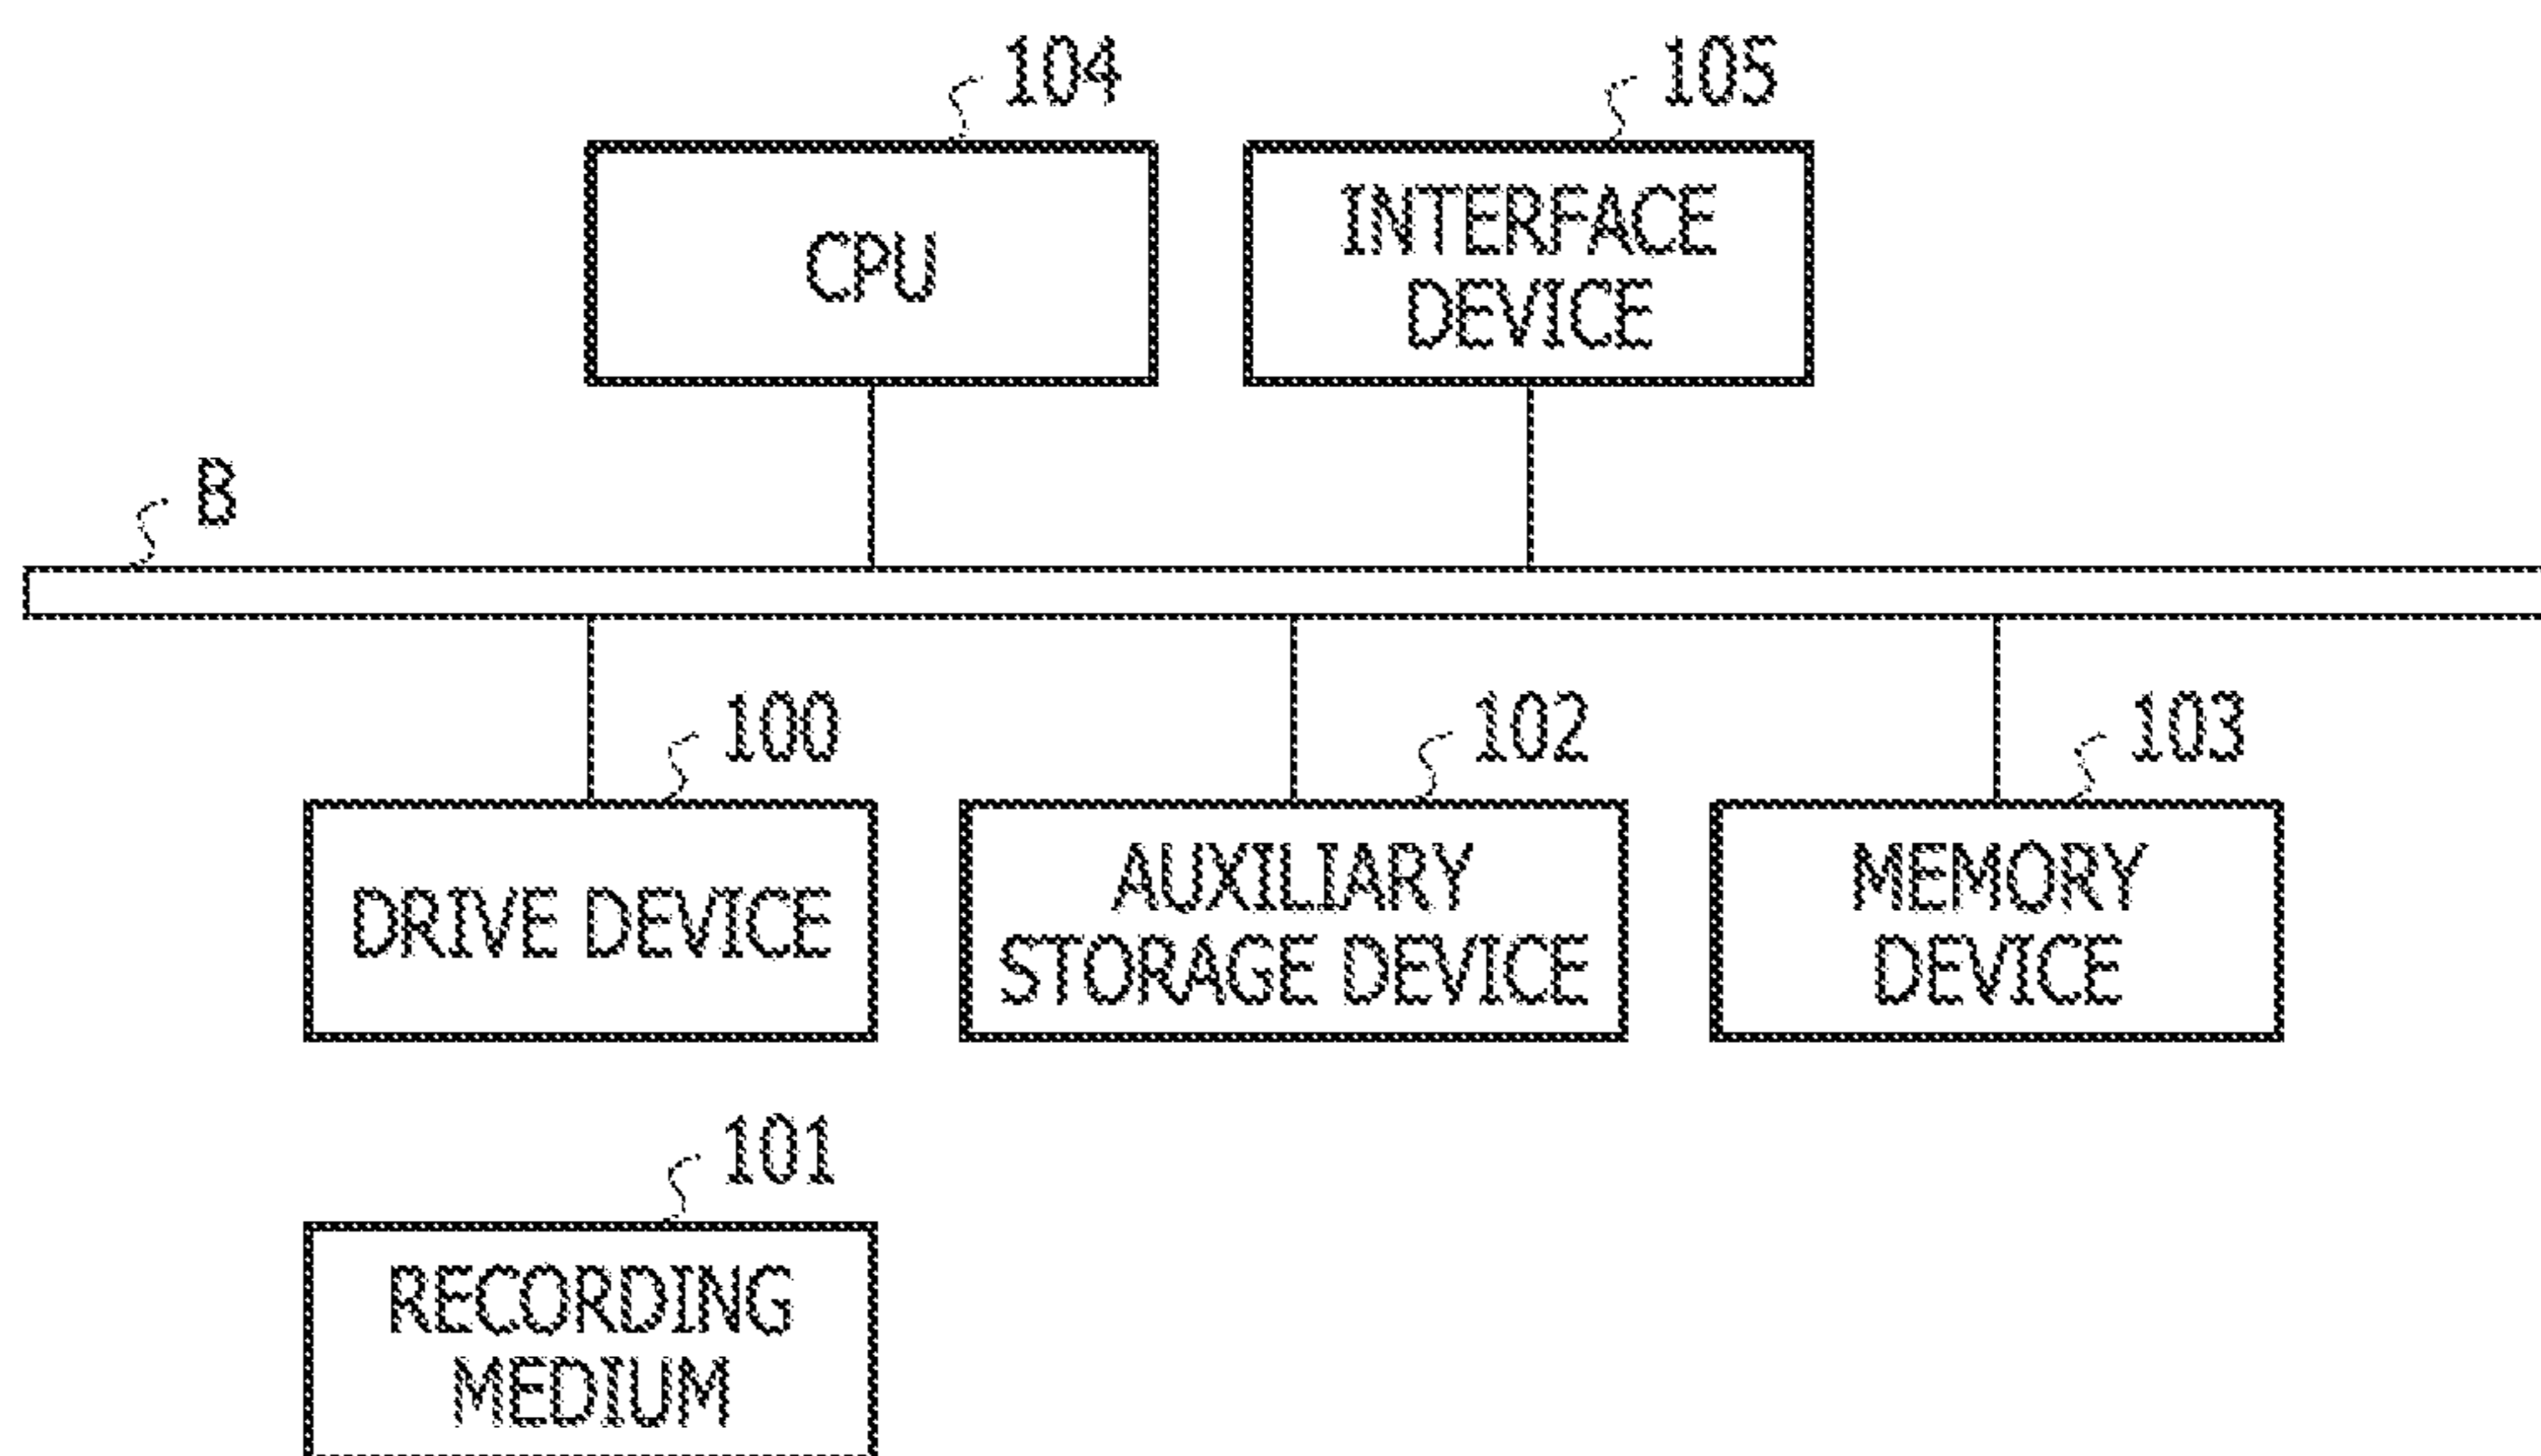 104
105
CPU
INTERFACE
DEVICE
B
100
102
103
DRIVE DEVICE
AUXILIARY
STORAGE DEVICE
MEMORY
DEVICE
101
RECORDING
MEDIUM